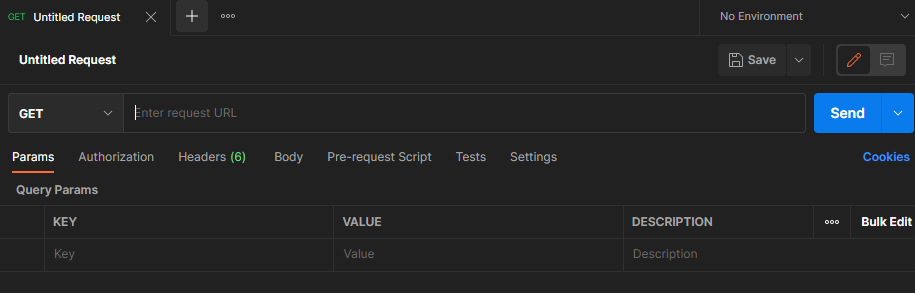 GET Untitled Request
No Environment
Untitled Request
Save
GET
Enter request URL
Send
Params Authorization Headers (6) Body Pre-request Script Tests Settings Cookies
Query Params
KEY VALUE DESCRIPTION Bulk Edit
Key Value Description